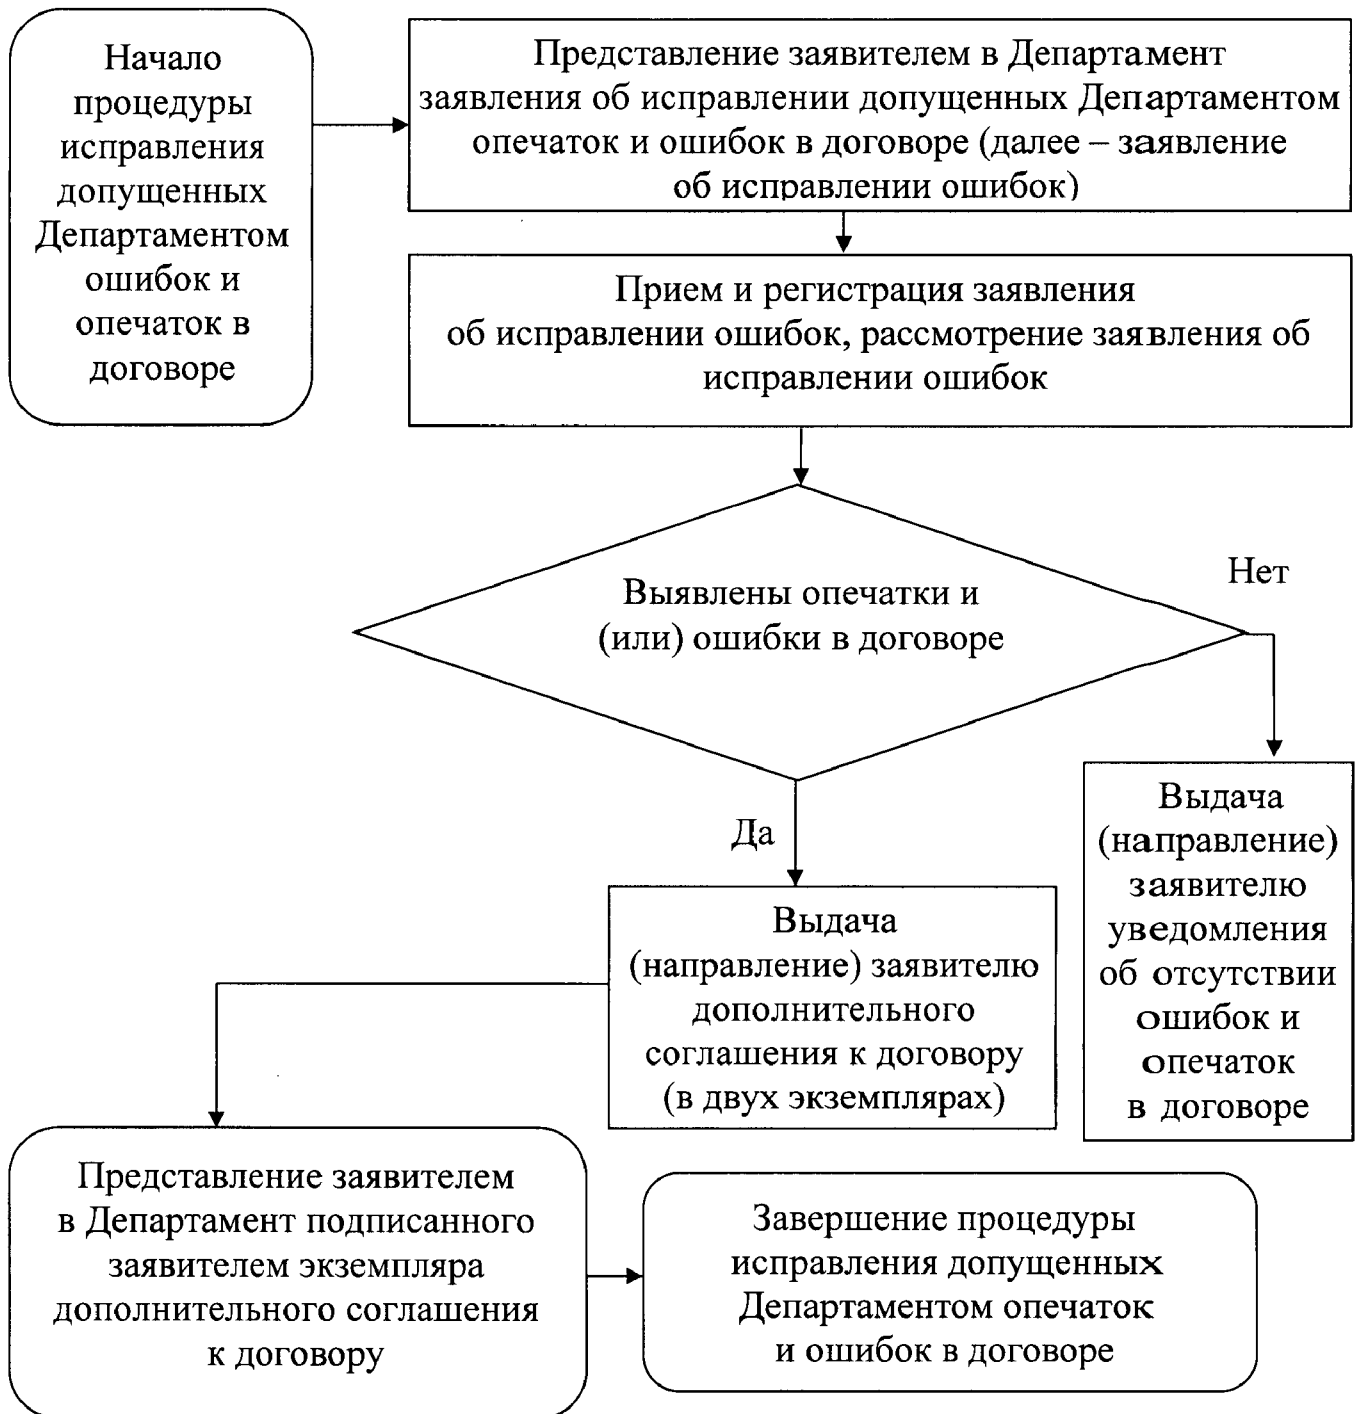 Начало
процедуры
исправления
допущенных
Департаментом
ошибок и
опечаток в
договоре
Представление заявителем в Департамент
заявления об исправлении допущенных Департаментом
опечаток и ошибок в договоре (далее – заявление
об исправлении ошибок)
Прием и регистрация заявления
об исправлении ошибок, рассмотрение заявления об
исправлении ошибок
Выявлены опечатки и
(или) ошибки в договоре
Нет
Да
Выдача
(направление) заявителю
дополнительного
соглашения к договору
(в двух экземплярах)
Выдача
(направление)
заявителю
уведомления
об отсутствии
ошибок и
опечаток
в договоре
Представление заявителем
в Департамент подписанного
заявителем экземпляра
дополнительного соглашения
к договору
Завершение процедуры
исправления допущенных
Департаментом опечаток
и ошибок в договоре